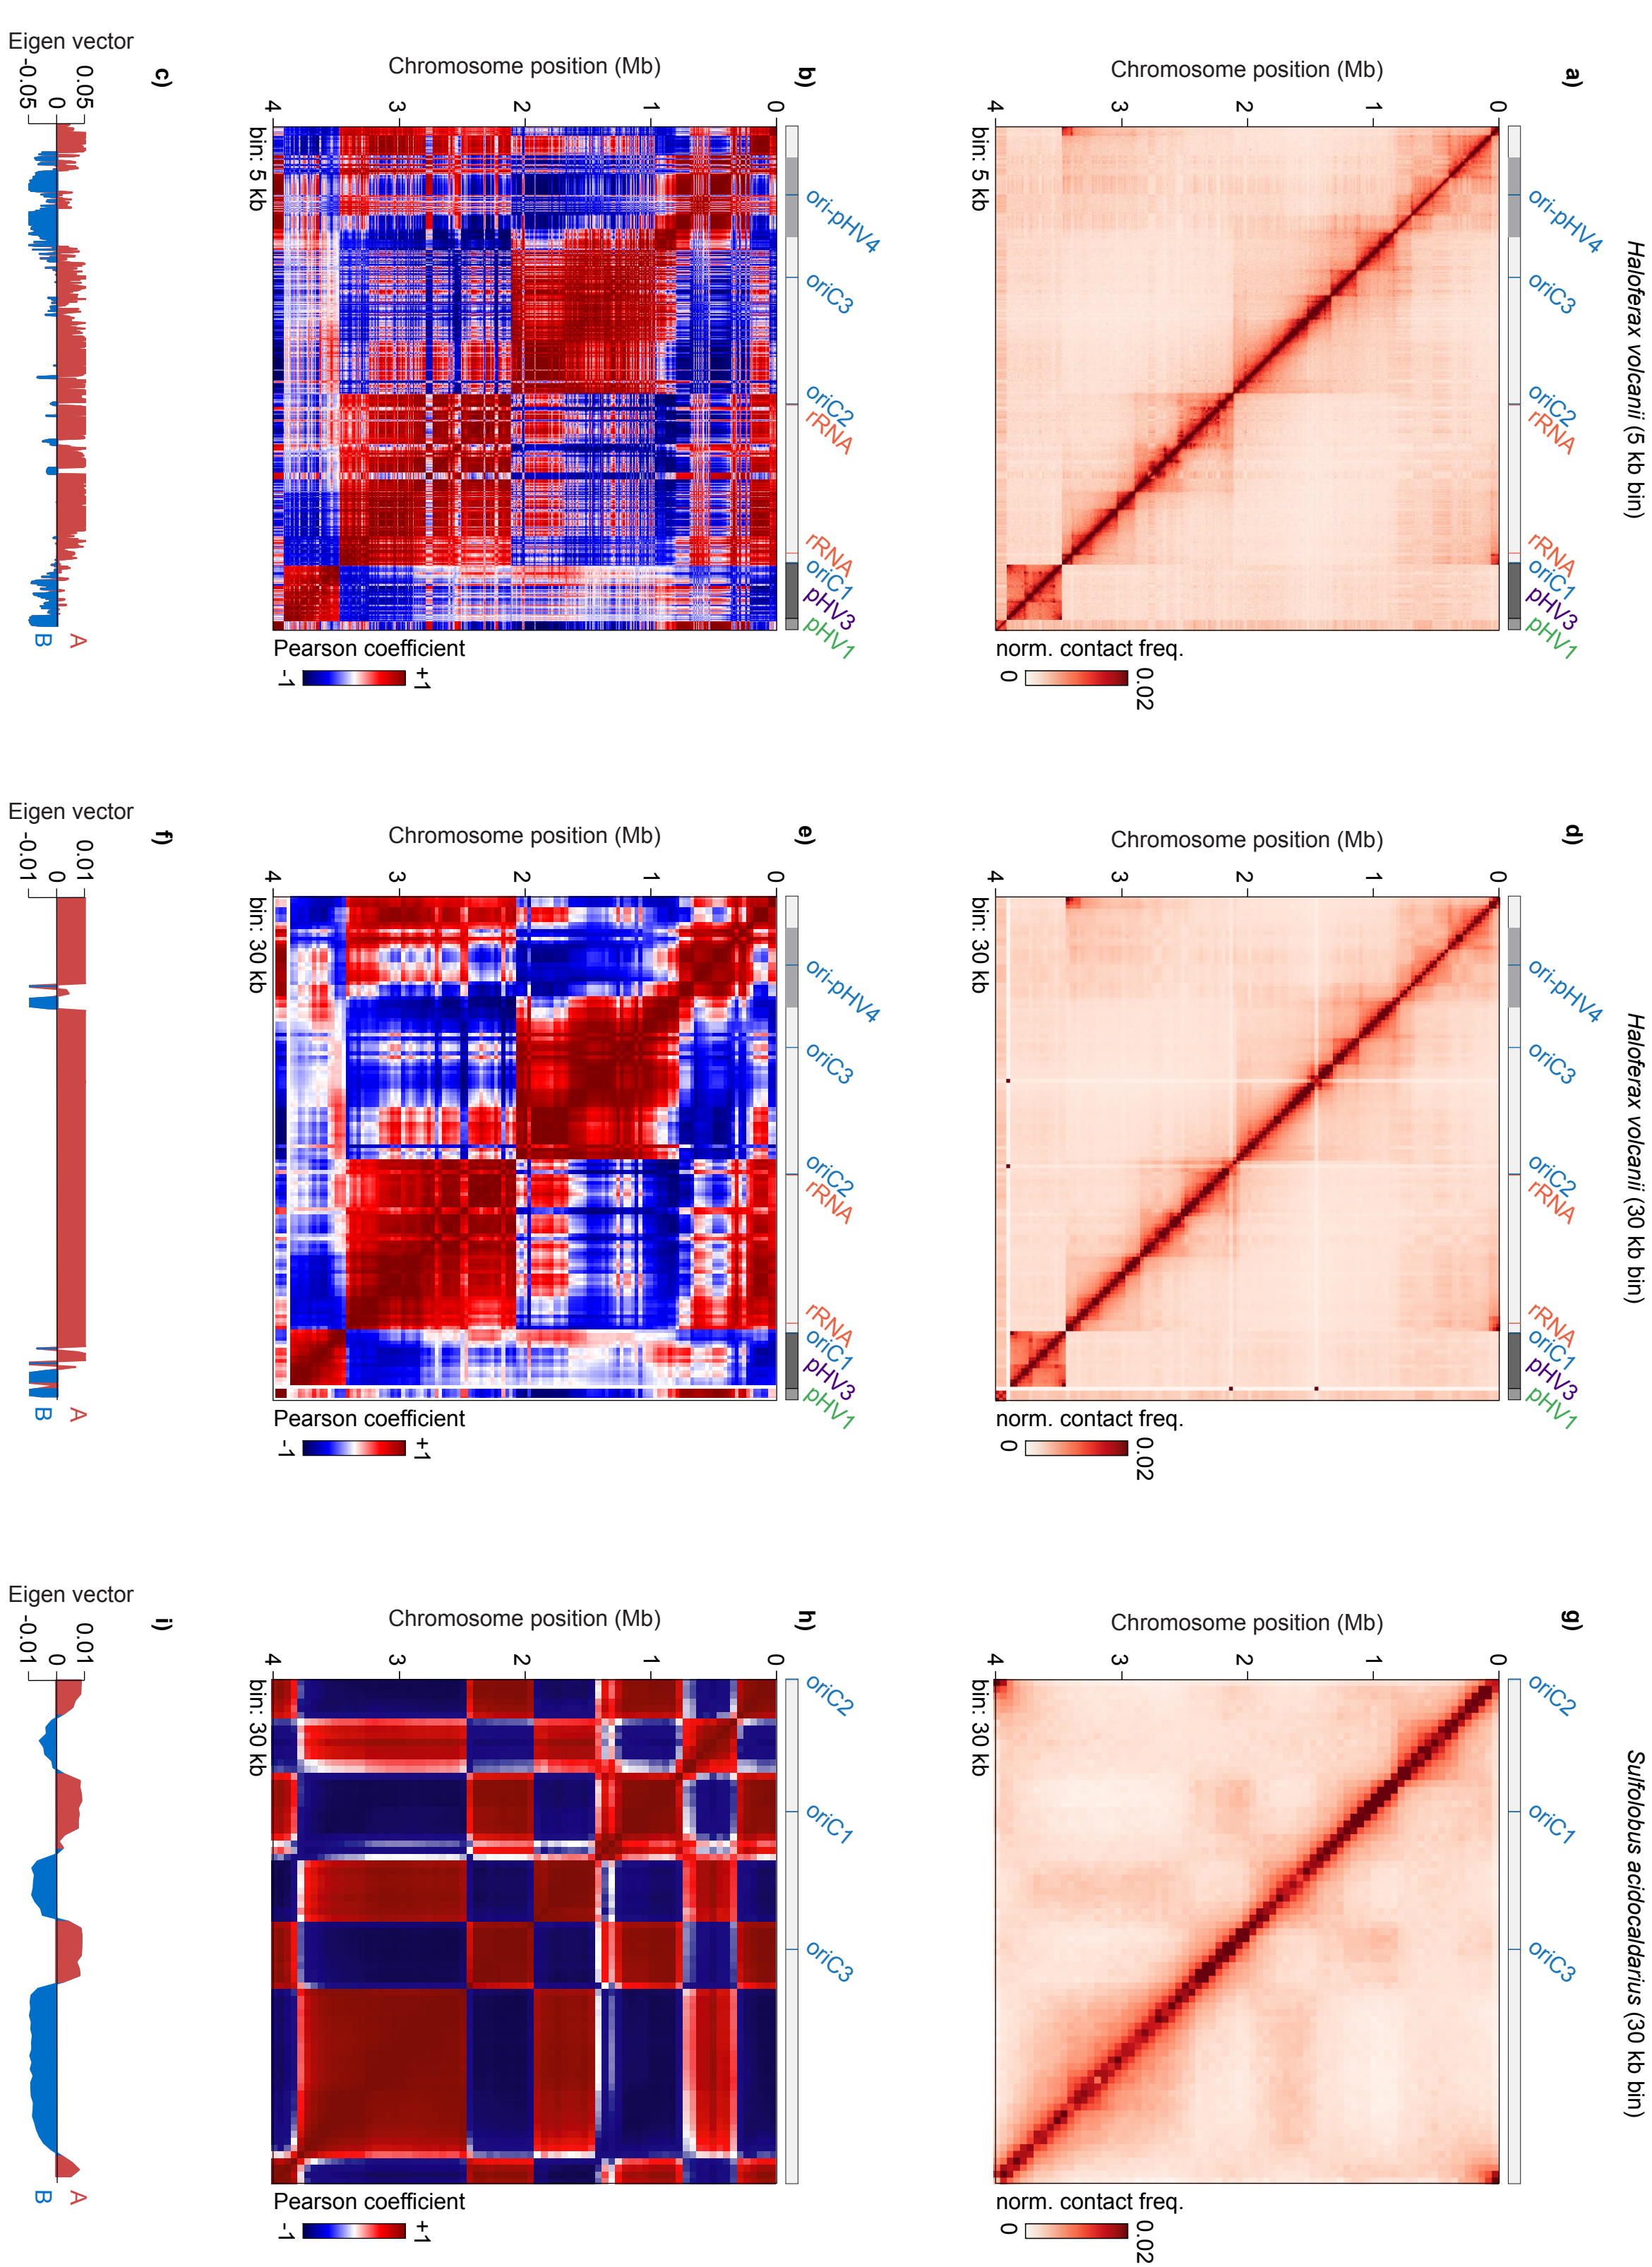 Haloferax volcanii (5 kb bin)
a)
ori-pHV4
oriC3
oriC2
rRNA
rRNA
oriC1
pHV3
pHV1
Chromosome position (Mb)
0
1
2
3
4
bin: 5 kb
norm. contact freq.
0
0.02
b)
ori-pHV4
oriC3
oriC2
rRNA
rRNA
oriC1
pHV3
pHV1
Chromosome position (Mb)
0
1
2
3
4
bin: 5 kb
Pearson coefficient
-1
+1
c)
Eigen vector
0.05
0
-0.05
A
B
Haloferax volcanii (30 kb bin)
d)
ori-pHV4
oriC3
oriC2
rRNA
rRNA
oriC1
pHV3
pHV1
Chromosome position (Mb)
0
1
2
3
4
bin: 30 kb
norm. contact freq.
0
0.02
e)
ori-pHV4
oriC3
oriC2
rRNA
rRNA
oriC1
pHV3
pHV1
Chromosome position (Mb)
0
1
2
3
4
bin: 30 kb
Pearson coefficient
-1
+1
f)
Eigen vector
0.01
0
-0.01
A
B
Sulfolobus acidocaldarius (30 kb bin)
g)
oriC2
oriC1
oriC3
Chromosome position (Mb)
0
1
2
3
4
bin: 30 kb
norm. contact freq.
0
0.02
h)
oriC2
oriC1
oriC3
Chromosome position (Mb)
0
1
2
3
4
bin: 30 kb
Pearson coefficient
-1
+1
i)
Eigen vector
0.01
0
-0.01
A
B